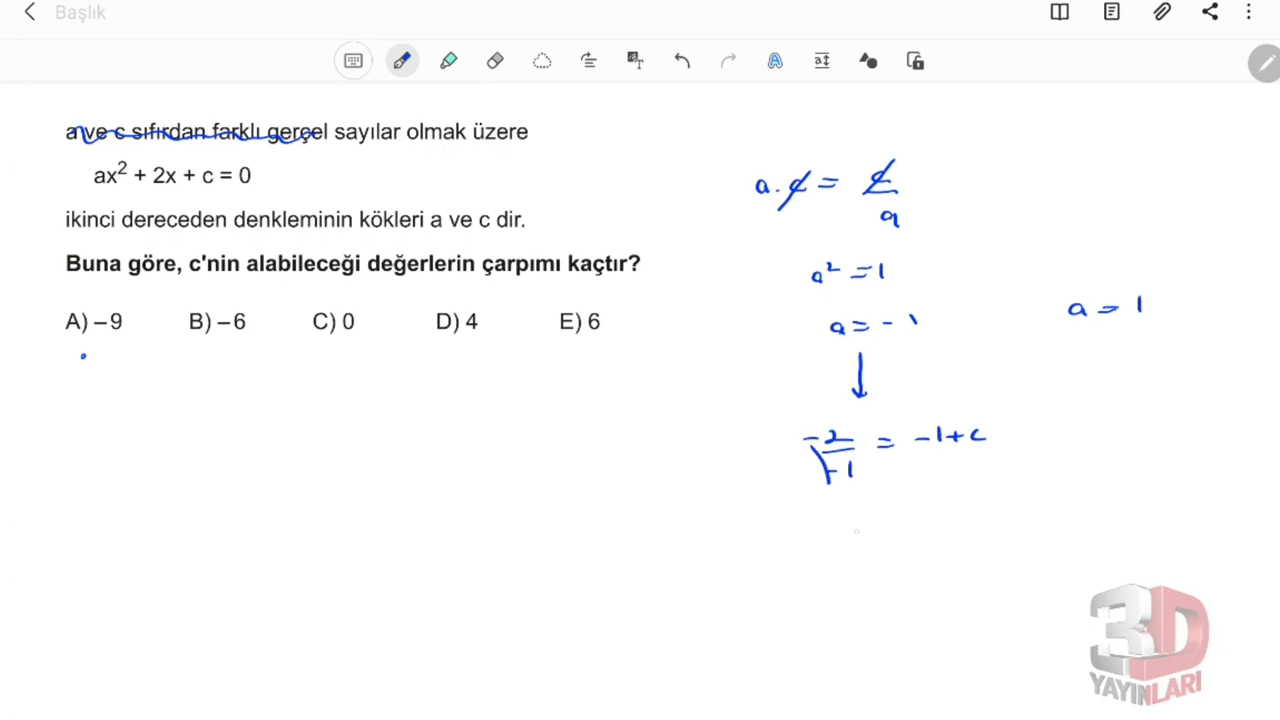 Başlık
a ve c sıfırdan farklı gerçel sayılar olmak üzere
ax² + 2x + c = 0
ikinci dereceden denkleminin kökleri a ve c dir.
Buna göre, c'nin alabileceği değerlerin çarpımı kaçtır?
A) –9 B) –6 C) 0 D) 4 E) 6
a.c = c/a
a² = 1
a = -1
a = 1
-2/-1 = -1+c
3D
YAYINLARI